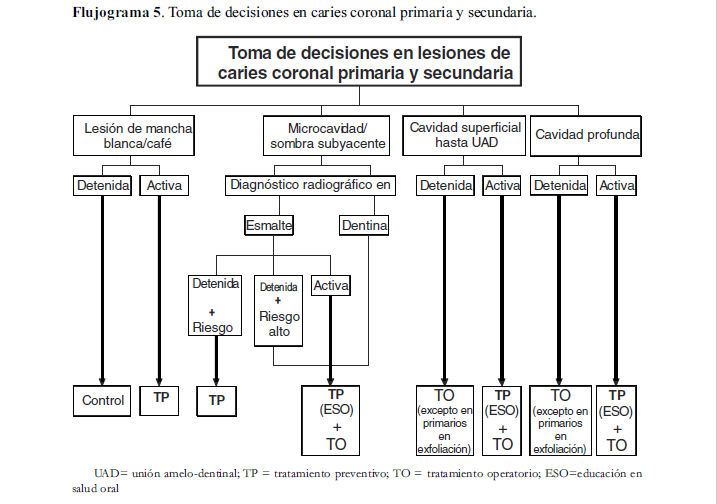 Flujograma 5. Toma de decisiones en caries coronal primaria y secundaria.
Toma de decisiones en lesiones de
caries coronal primaria y secundaria
Lesión de mancha
blanca/café
Microcavidad/
sombra subyacente
Cavidad superficial
hasta UAD
Cavidad profunda
Detenida
Activa
Diagnóstico radiográfico en
Detenida
Activa
Detenida
Activa
Esmalte
Dentina
Detenida
+
Riesgo
Detenida
+
Riesgo
alto
Activa
Control
TP
TP
TP
(ESO)
+
TO
TO
(excepto en
primarios
en
exfoliación)
TP
(ESO)
+
TO
TO
(excepto en
primarios
en
exfoliación)
TP
(ESO)
+
TO
UAD= unión amelo-dentinal; TP = tratamiento preventivo; TO = tratamiento operatorio; ESO=educación en
salud oral